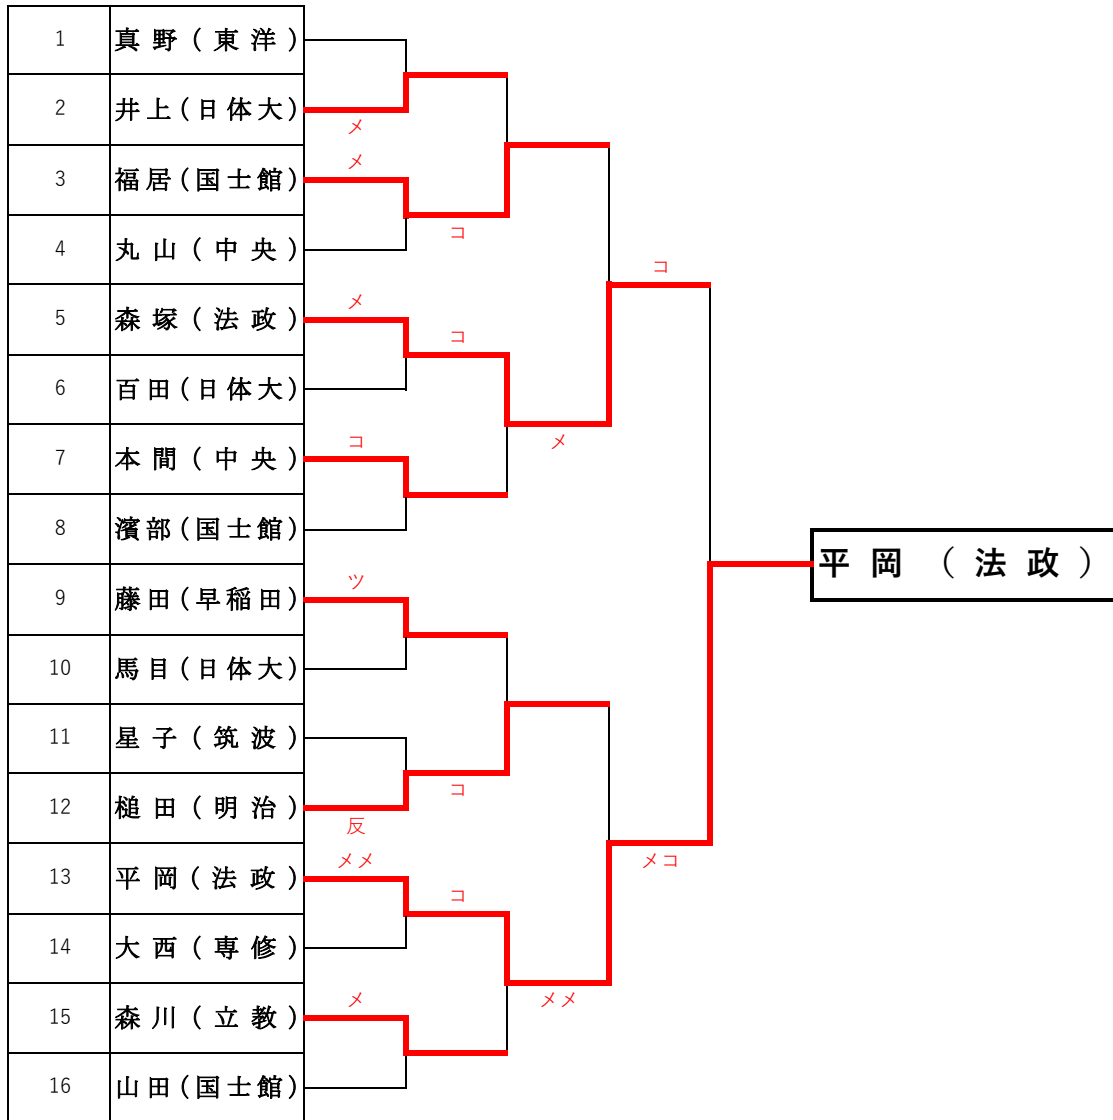 1 真野(東洋)
2 井上(日体大)
メ
3 福居(国士館)
メ
コ
4 丸山(中央)
コ
5 森塚(法政)
メ
コ
6 百田(日体大)
7 本間(中央)
コ
メ
8 濱部(国士館)
平岡（法政）
9 藤田(早稲田)
ツ
10 馬目(日体大)
11 星子(筑波)
コ
12 槌田(明治)
反
メメ
メコ
13 平岡(法政)
コ
14 大西(専修)
15 森川(立教)
メ
メメ
16 山田(国士館)